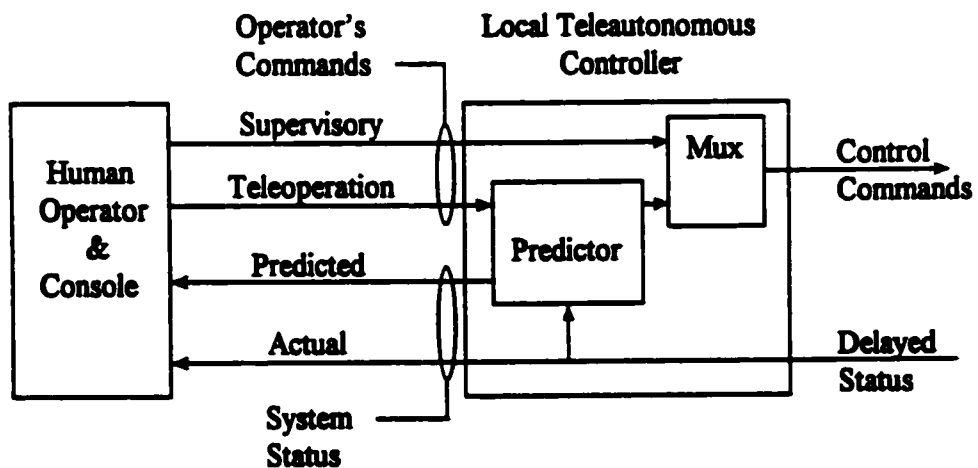 Operator's
Commands
Local Teleautonomous
Controller
Supervisory
Mux
Control
Commands
Human
Operator
&
Console
Teleoperation
Predictor
Predicted
Actual
Delayed
Status
System
Status